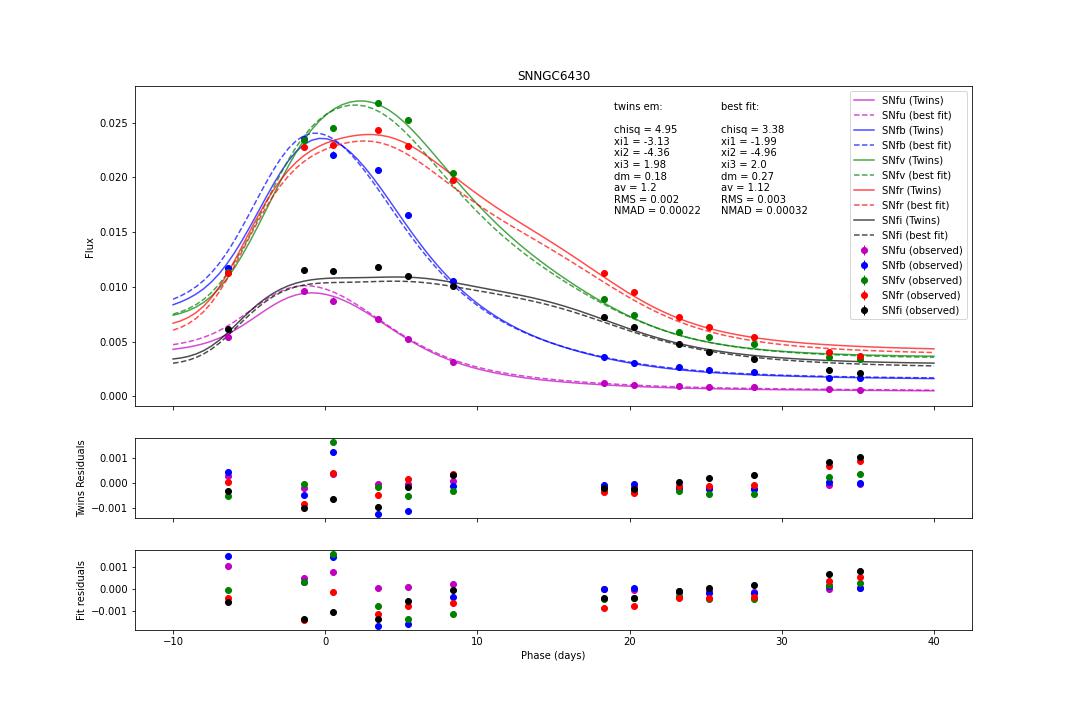 SNNGC6430
Flux
0.025
0.020
0.015
0.010
0.005
0.000
twins em:
chisq = 4.95
xi1 = -3.13
xi2 = -4.36
xi3 = 1.98
dm = 0.18
av = 1.2
RMS = 0.002
NMAD = 0.00022
best fit:
chisq = 3.38
xi1 = -1.99
xi2 = -4.96
xi3 = 2.0
dm = 0.27
av = 1.12
RMS = 0.003
NMAD = 0.00032
SNfu (Twins)
SNfu (best fit)
SNfb (Twins)
SNfb (best fit)
SNfv (Twins)
SNfv (best fit)
SNfr (Twins)
SNfr (best fit)
SNfi (Twins)
SNfi (best fit)
SNfu (observed)
SNfb (observed)
SNfv (observed)
SNfr (observed)
SNfi (observed)
Twins Residuals
0.001
0.000
−0.001
Fit residuals
0.001
0.000
−0.001
−10
0
10
20
30
40
Phase (days)